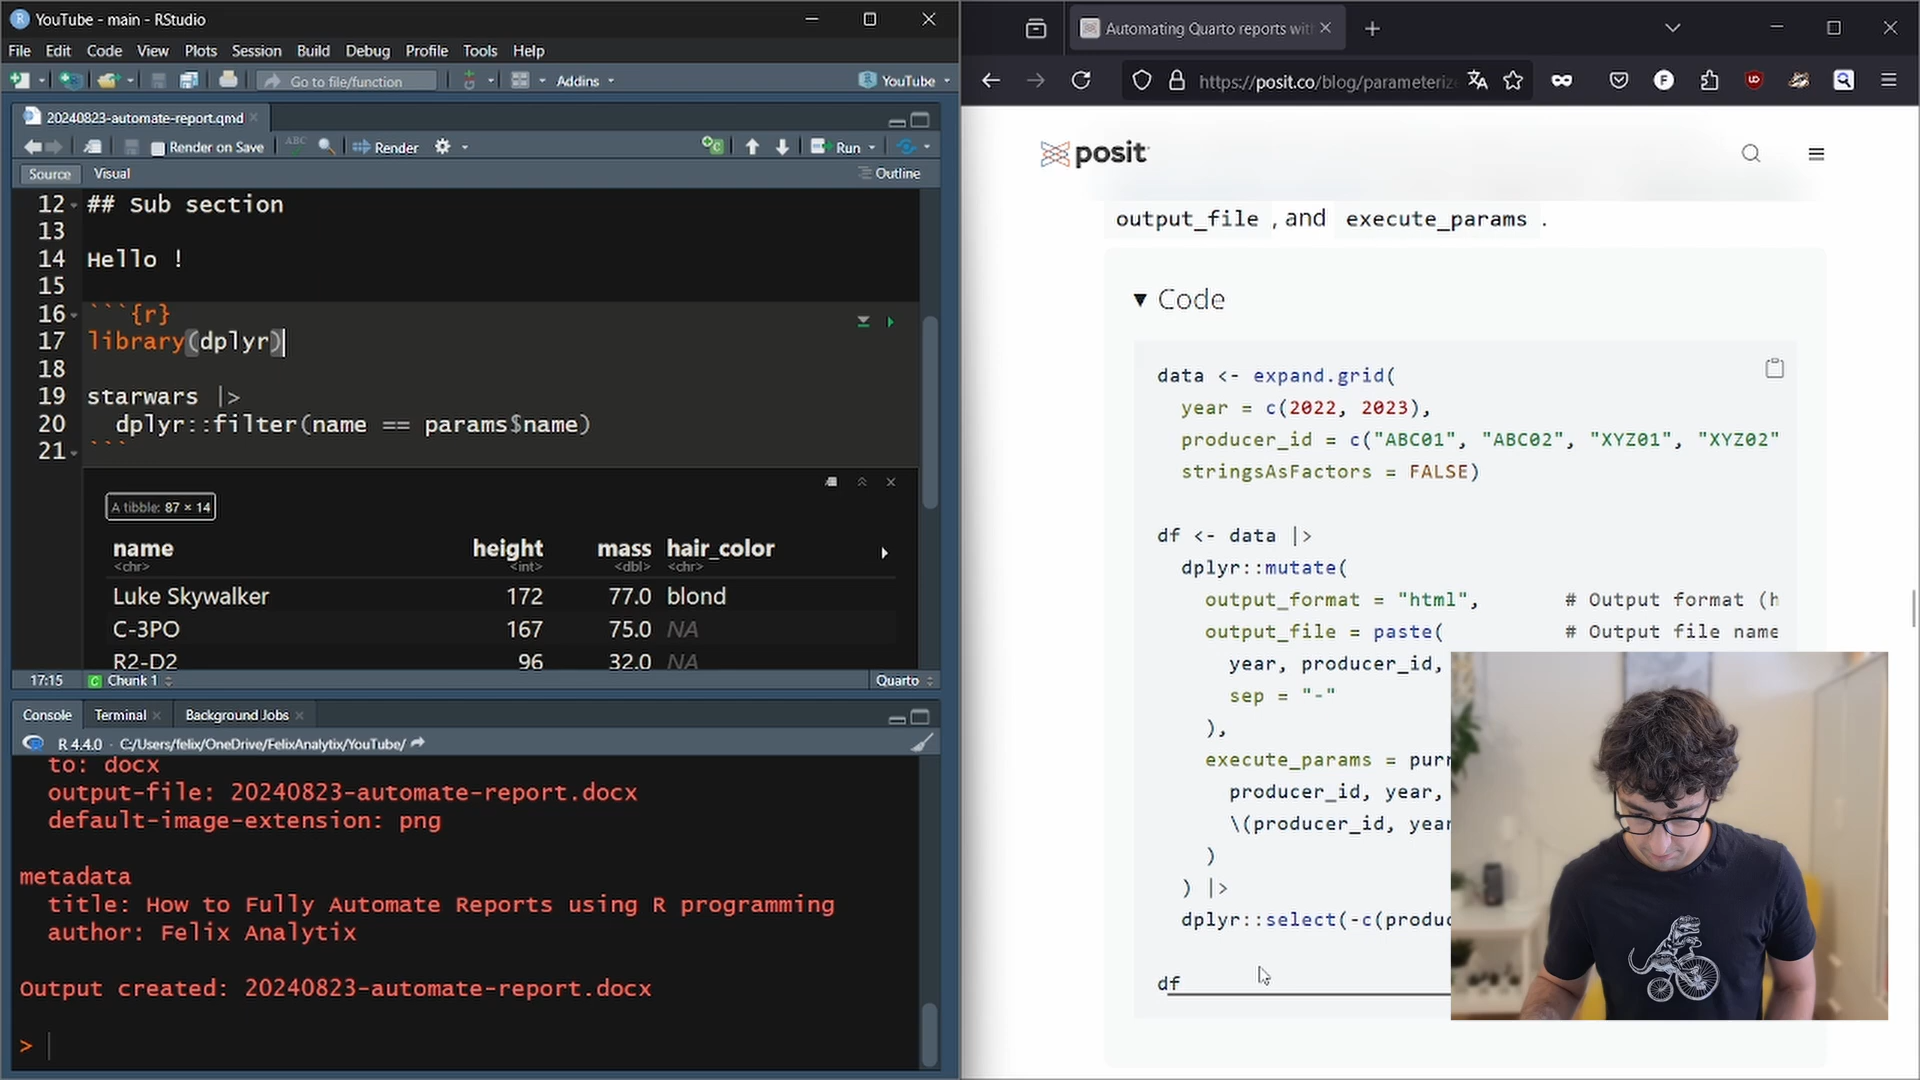 YouTube - main - RStudio
File Edit Code View Plots Session Build Debug Profile Tools Help
Go to file/function Addins YouTube
20240823-automate-report.qmd
Render on Save ABC Render Run
Source Visual Outline
12 ## Sub section
13
14 Hello !
15
16 ```{r}
17 library(dplyr)
18
19 starwars |>
20 dplyr::filter(name == params$name)
21 ```
A tibble: 87 × 14
name height mass hair_color
<chr> <int> <dbl> <chr>
Luke Skywalker 172 77.0 blond
C-3PO 167 75.0 NA
R2-D2 96 32.0 NA
17:15 Chunk 1 Quarto
Console Terminal Background Jobs
R 4.4.0 · C:/Users/felix/OneDrive/FelixAnalytix/YouTube/
to: docx
output-file: 20240823-automate-report.docx
default-image-extension: png
metadata
title: How to Fully Automate Reports using R programming
author: Felix Analytix
Output created: 20240823-automate-report.docx
>
Automating Quarto reports with
https://posit.co/blog/parameteriz
posit
output_file , and execute_params .
▼ Code
data <- expand.grid(
year = c(2022, 2023),
producer_id = c("ABC01", "ABC02", "XYZ01", "XYZ02"
stringsAsFactors = FALSE)
df <- data |>
dplyr::mutate(
output_format = "html", # Output format (h
output_file = paste( # Output file name
year, producer_id,
sep = "-"
),
execute_params = purr
producer_id, year,
\(producer_id, year
)
) |>
dplyr::select(-c(produc
df